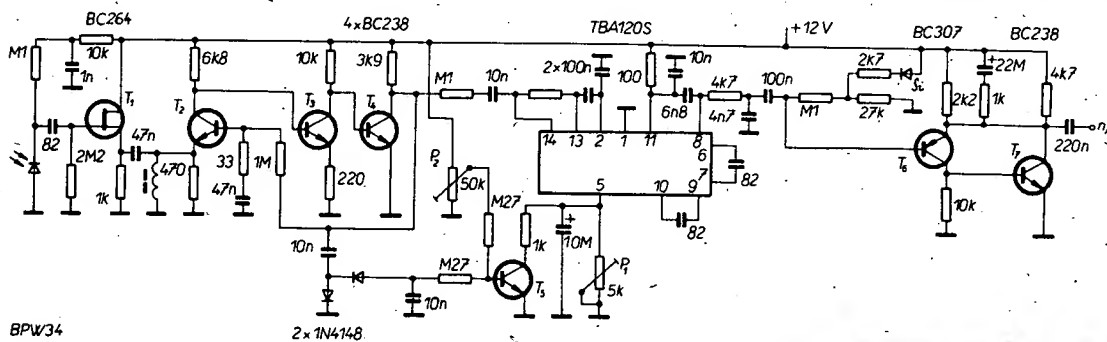 BC264
4×BC238
TBA120S
+12V
BC307
BC238
M1
10k
1n
6k8
10k
3k9
M1
10n
2×100n
100
10n
4k7
100n
2k7
Si
22M
4k7
T1
T2
T3
T4
6n8
4n7
M1
27k
2k2
1k
82
47n
14
13
2
1
11
8
6
7
82
T6
T7
220n
2M2
1k
470
33
1M
47n
220
P2
50k
M27
5
10
9
82
10k
10n
1k
10M
P1
5k
M27
T5
10n
BPW34
2×1N4148